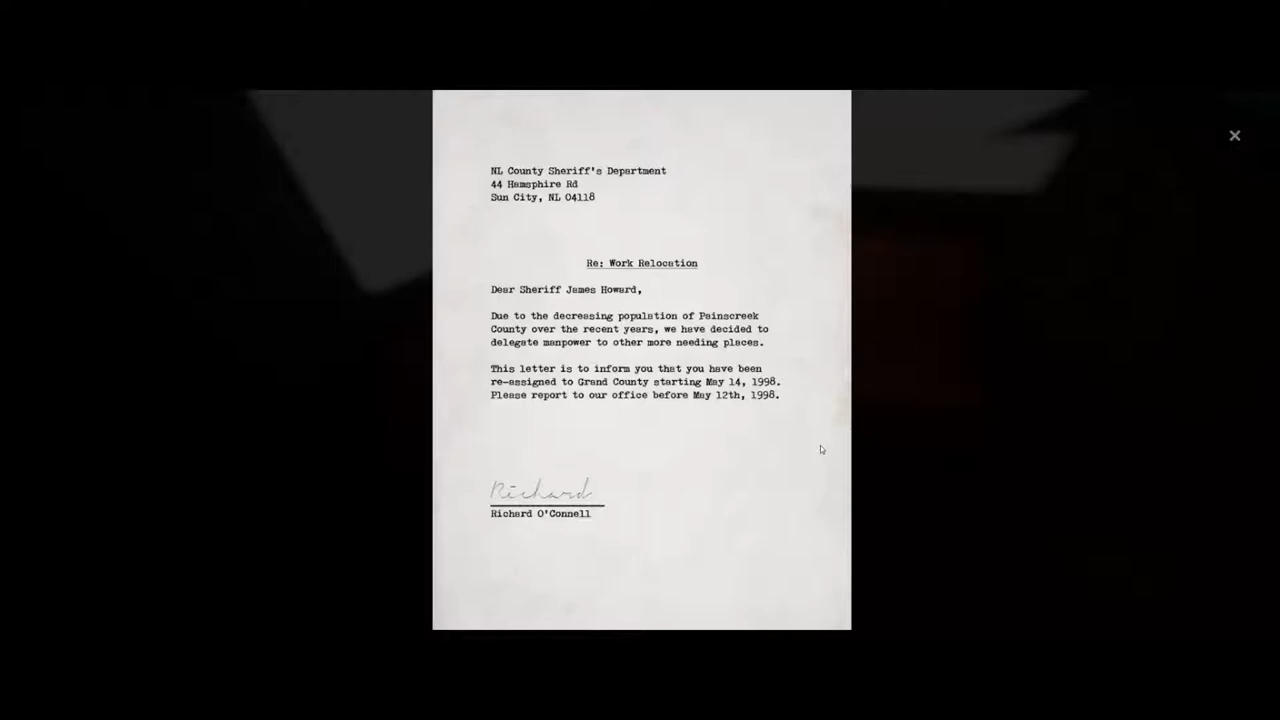 NL County Sheriff's Department
44 Hamsphire Rd
Sun City, NL 04118
Re: Work Relocation
Dear Sheriff James Howard,
Due to the decreasing population of Painscreek
County over the recent years, we have decided to
delegate manpower to other more needing places.
This letter is to inform you that you have been
re-assigned to Grand County starting May 14, 1998.
Please report to our office before May 12th, 1998.
Richard
Richard O'Connell